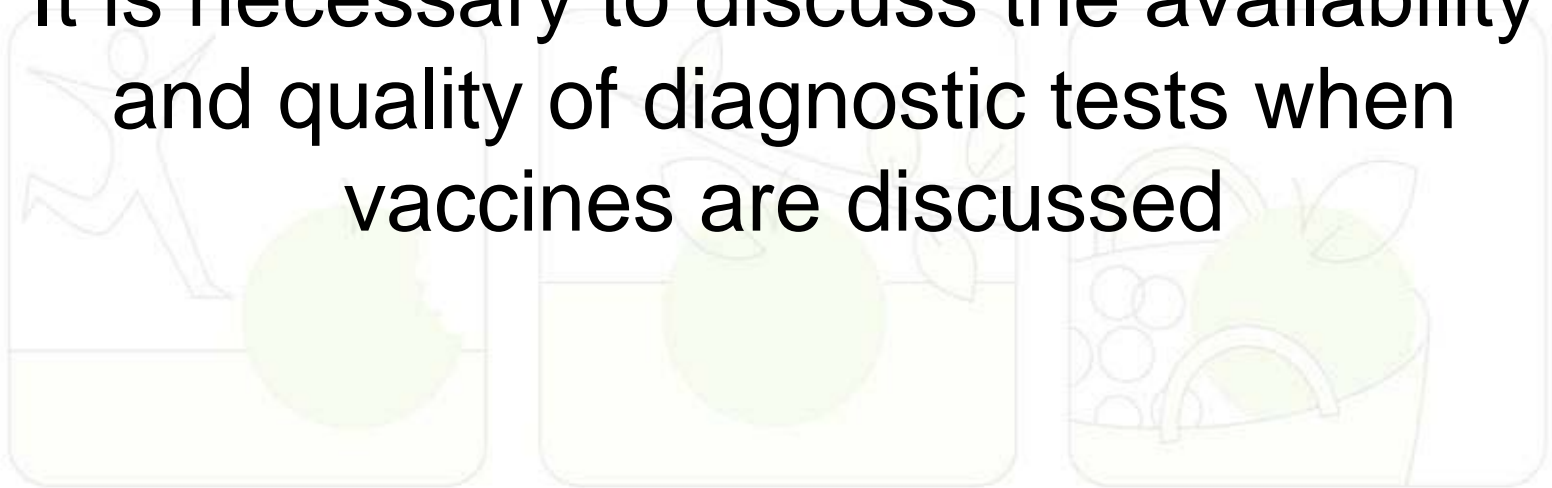 It is necessary to discuss the availability
and quality of diagnostic tests when
vaccines are discussed